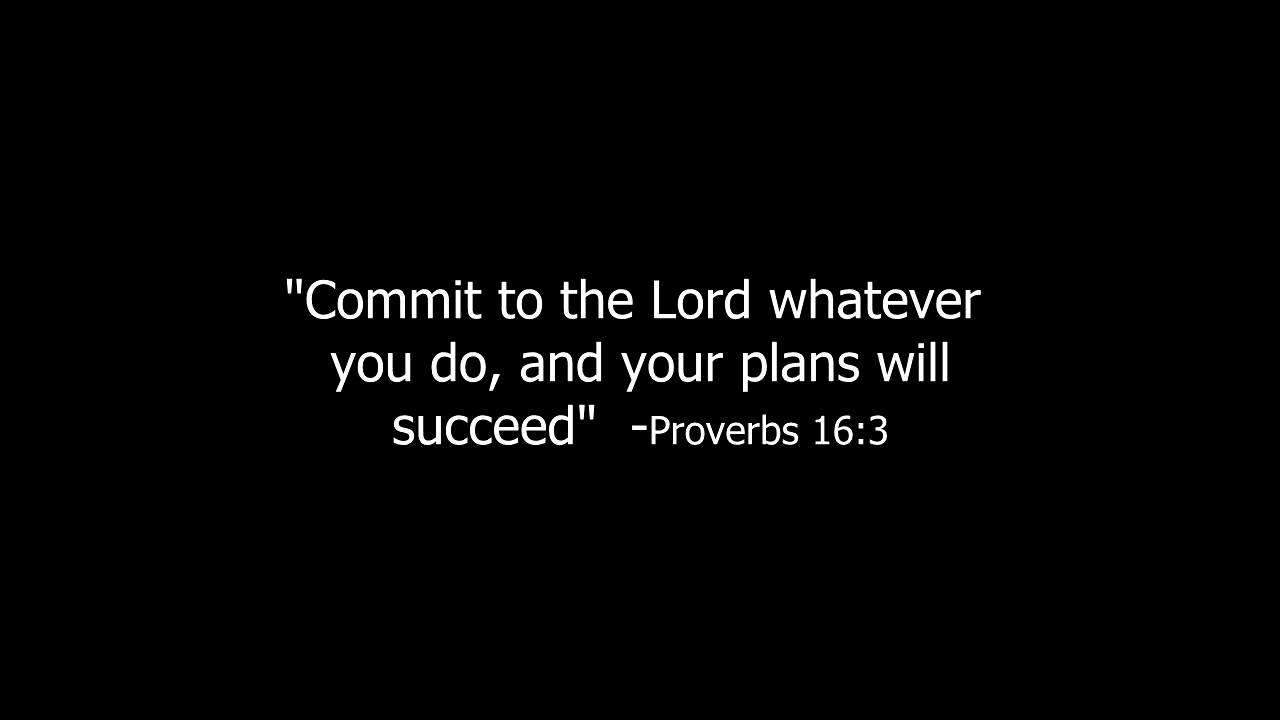 "Commit to the Lord whatever
you do, and your plans will
succeed"  -Proverbs 16:3